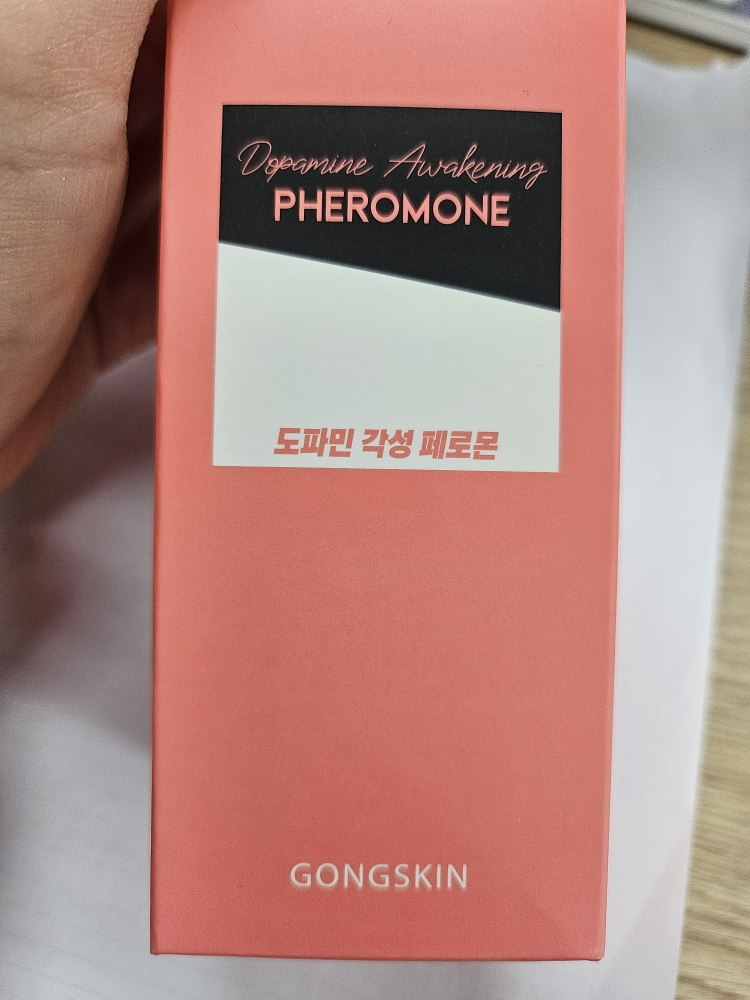 Dopamine Awakening
PHEROMONE
도파민 각성 페로몬
GONGSKIN